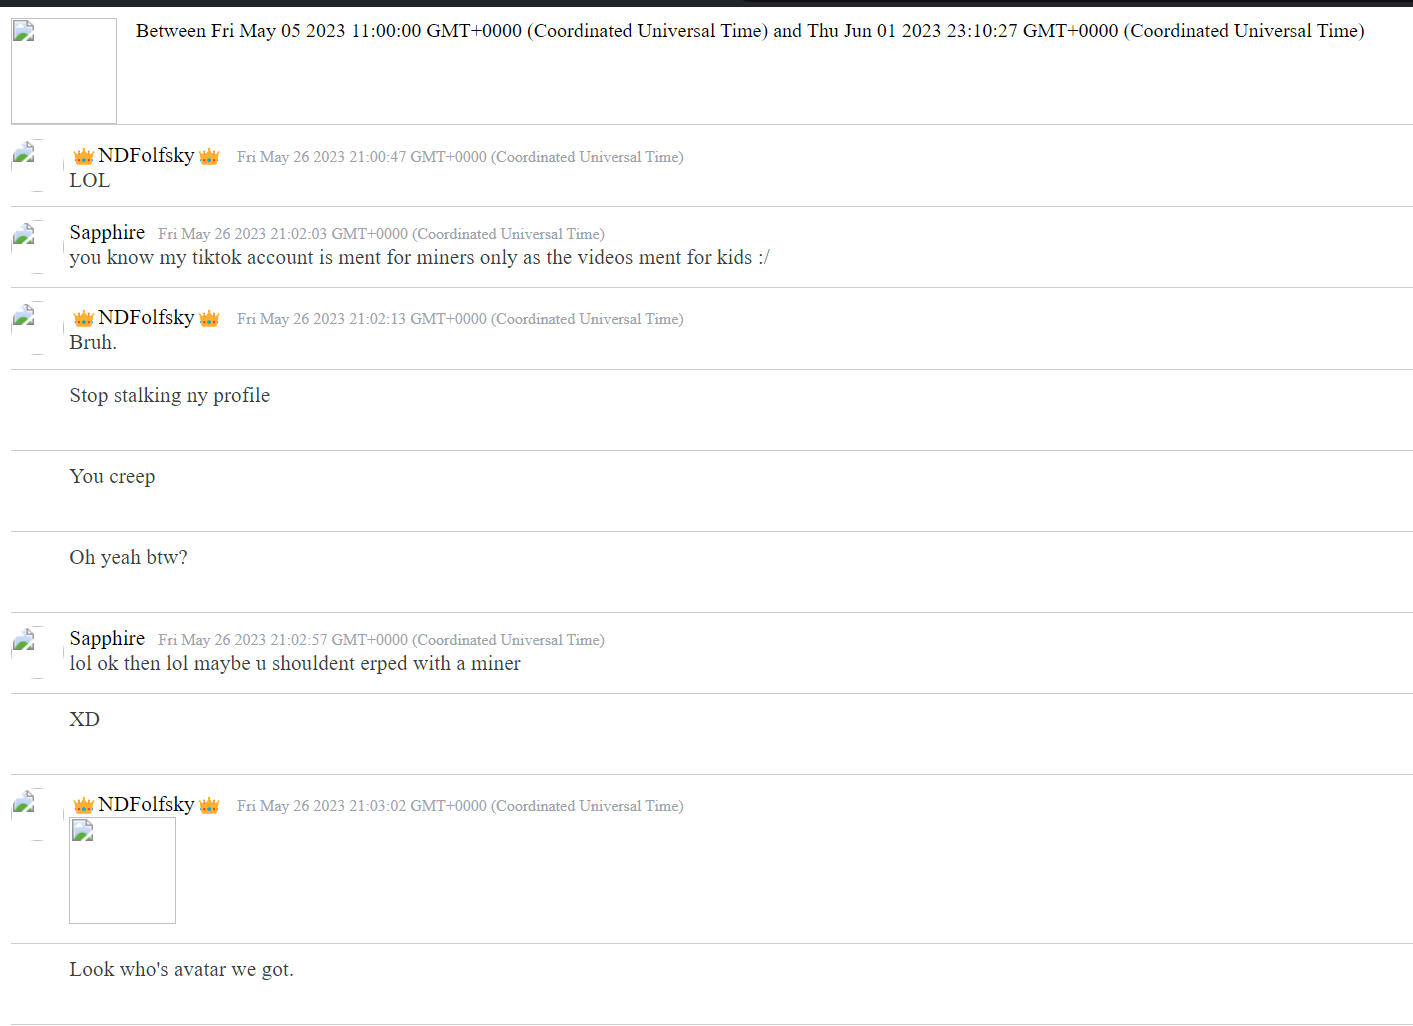 Between Fri May 05 2023 11:00:00 GMT+0000 (Coordinated Universal Time) and Thu Jun 01 2023 23:10:27 GMT+0000 (Coordinated Universal Time)
👑NDFolfsky👑 Fri May 26 2023 21:00:47 GMT+0000 (Coordinated Universal Time)
LOL
Sapphire Fri May 26 2023 21:02:03 GMT+0000 (Coordinated Universal Time)
you know my tiktok account is ment for miners only as the videos ment for kids :/
👑NDFolfsky👑 Fri May 26 2023 21:02:13 GMT+0000 (Coordinated Universal Time)
Bruh.
Stop stalking ny profile
You creep
Oh yeah btw?
Sapphire Fri May 26 2023 21:02:57 GMT+0000 (Coordinated Universal Time)
lol ok then lol maybe u shouldent erped with a miner
XD
👑NDFolfsky👑 Fri May 26 2023 21:03:02 GMT+0000 (Coordinated Universal Time)
Look who's avatar we got.